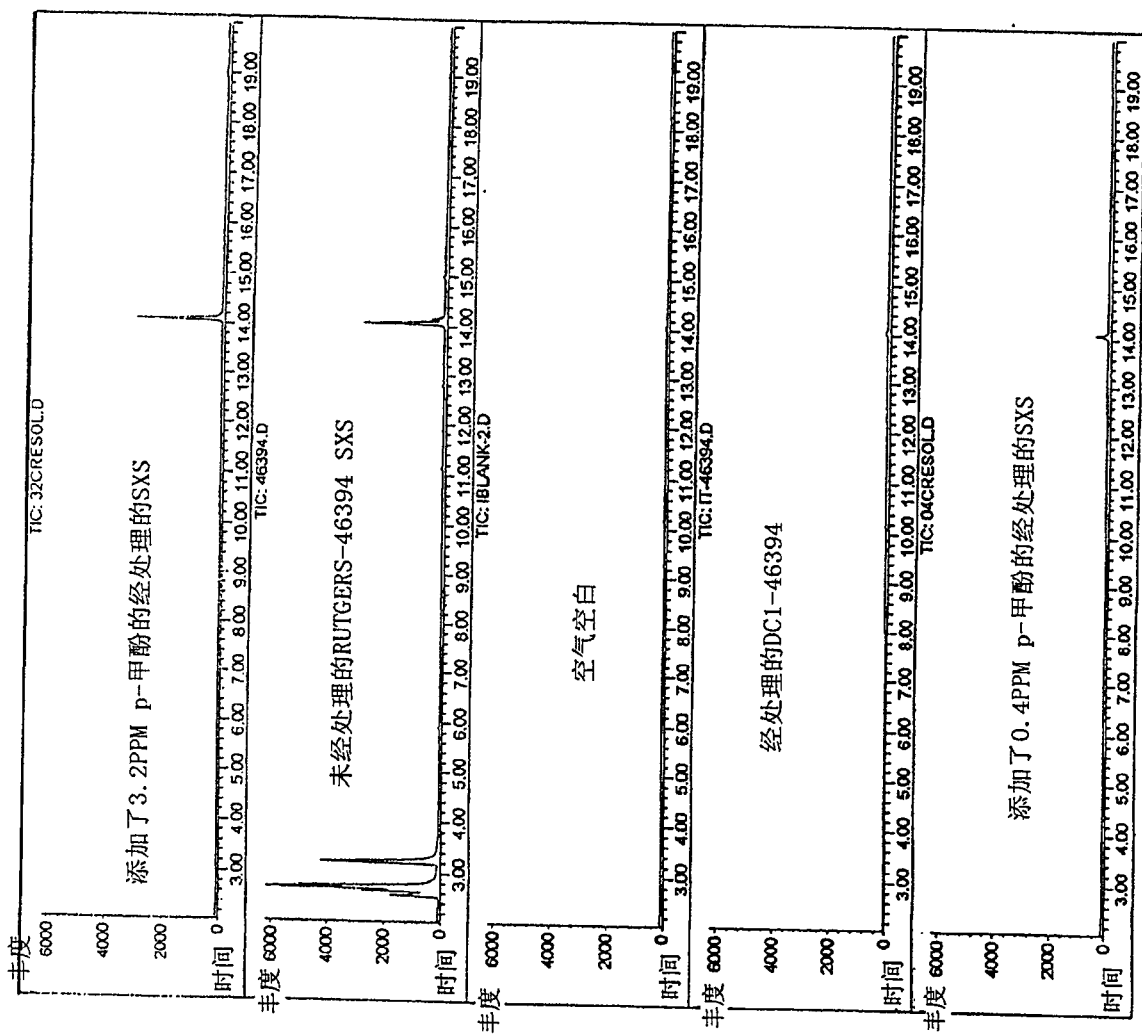 丰度
TIC: 32CRESOL.D
6000
4000
添加了3.2PPM p-甲酚的经处理的SXS
2000
0
时间 3.00 4.00 5.00 6.00 7.00 8.00 9.00 10.00 11.00 12.00 13.00 14.00 15.00 16.00 17.00 18.00 19.00
丰度
TIC: 46394.D
6000
4000
未经处理的RUTGERS-46394 SXS
2000
0
时间 3.00 4.00 5.00 6.00 7.00 8.00 9.00 10.00 11.00 12.00 13.00 14.00 15.00 16.00 17.00 18.00 19.00
丰度
TIC: IBLANK-2.D
6000
4000
空气空白
2000
0
时间 3.00 4.00 5.00 6.00 7.00 8.00 9.00 10.00 11.00 12.00 13.00 14.00 15.00 16.00 17.00 18.00 19.00
丰度
TIC: IT-46394.D
6000
4000
经处理的DC1-46394
2000
0
时间 3.00 4.00 5.00 6.00 7.00 8.00 9.00 10.00 11.00 12.00 13.00 14.00 15.00 16.00 17.00 18.00 19.00
丰度
TIC: 04CRESOL.D
6000
4000
添加了0.4PPM p-甲酚的经处理的SXS
2000
0
时间 3.00 4.00 5.00 6.00 7.00 8.00 9.00 10.00 11.00 12.00 13.00 14.00 15.00 16.00 17.00 18.00 19.00